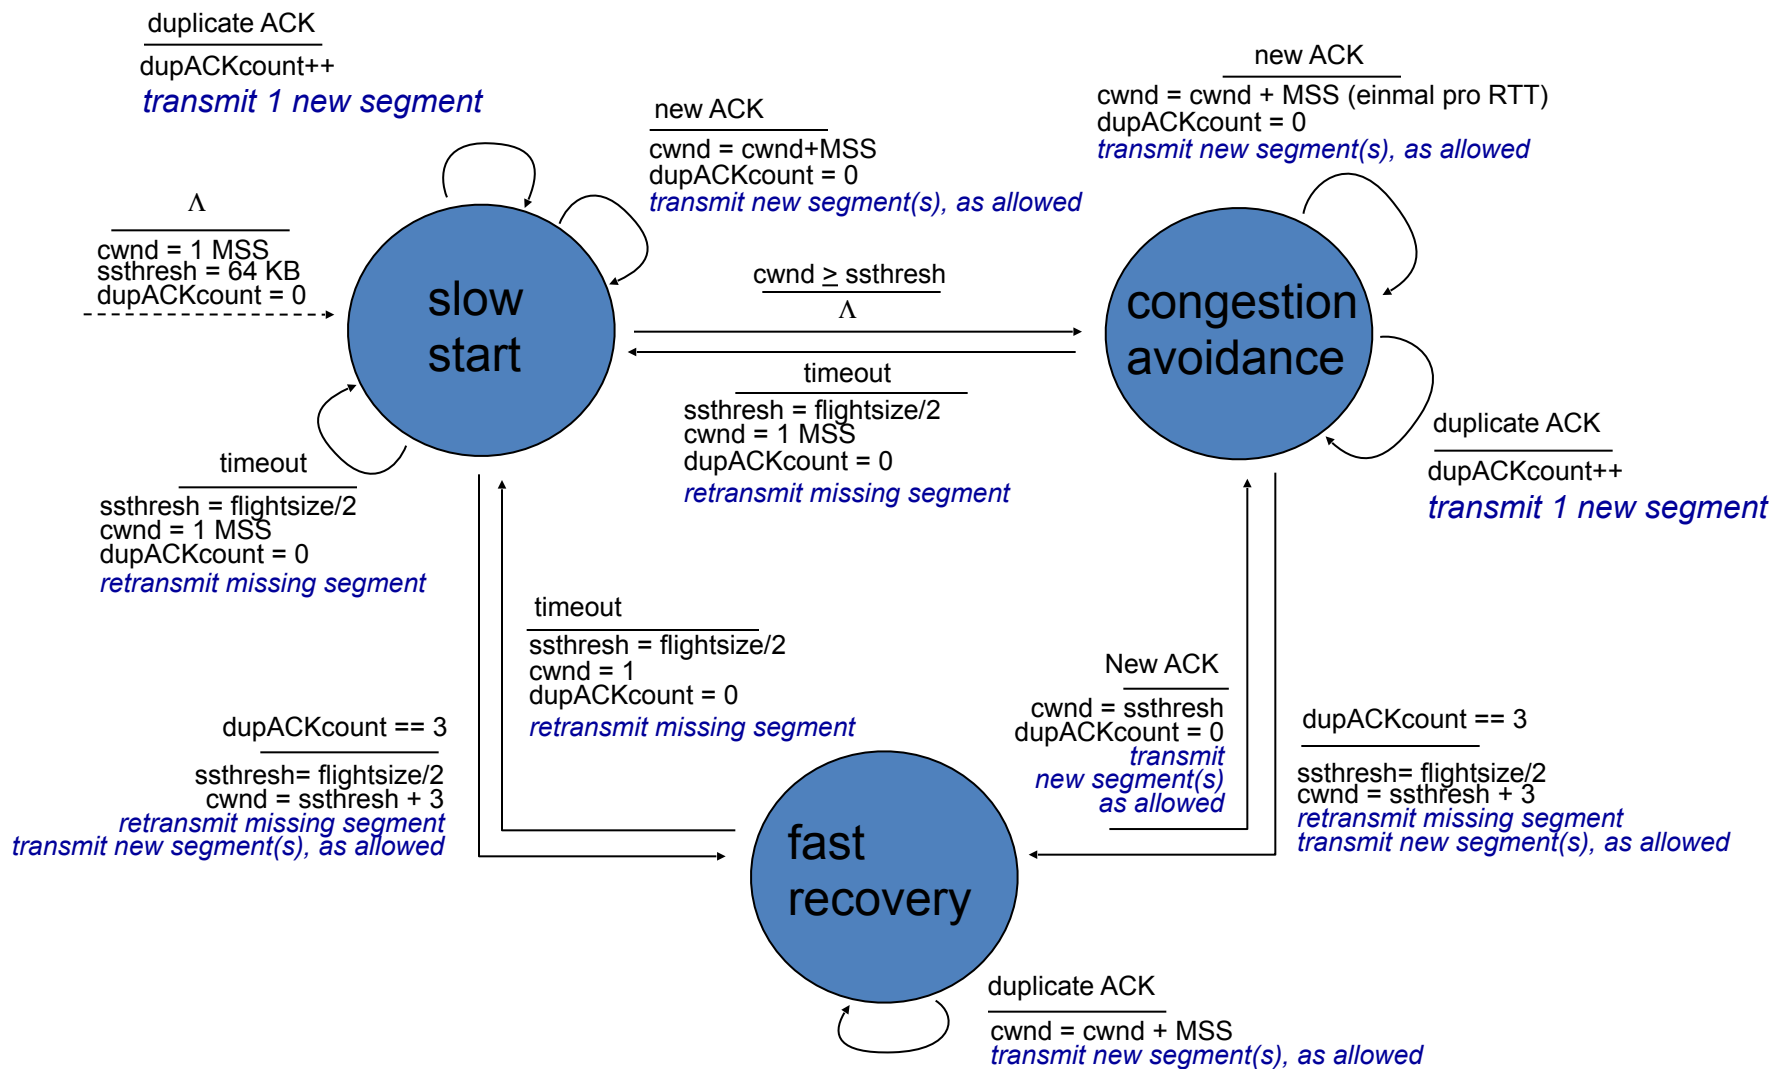 duplicate ACK
dupACKcount++
transmit 1 new segment
new ACK
cwnd = cwnd+MSS
dupACKcount = 0
transmit new segment(s), as allowed
new ACK
cwnd = cwnd + MSS (einmal pro RTT)
dupACKcount = 0
transmit new segment(s), as allowed
Λ
cwnd = 1 MSS
ssthresh = 64 KB
dupACKcount = 0
slow
start
cwnd ≥ ssthresh
Λ
congestion
avoidance
timeout
ssthresh = flightsize/2
cwnd = 1 MSS
dupACKcount = 0
retransmit missing segment
duplicate ACK
dupACKcount++
transmit 1 new segment
timeout
ssthresh = flightsize/2
cwnd = 1 MSS
dupACKcount = 0
retransmit missing segment
timeout
ssthresh = flightsize/2
cwnd = 1
dupACKcount = 0
retransmit missing segment
New ACK
cwnd = ssthresh
dupACKcount = 0
transmit
new segment(s)
as allowed
dupACKcount == 3
ssthresh= flightsize/2
cwnd = ssthresh + 3
retransmit missing segment
transmit new segment(s), as allowed
dupACKcount == 3
ssthresh= flightsize/2
cwnd = ssthresh + 3
retransmit missing segment
transmit new segment(s), as allowed
fast
recovery
duplicate ACK
cwnd = cwnd + MSS
transmit new segment(s), as allowed